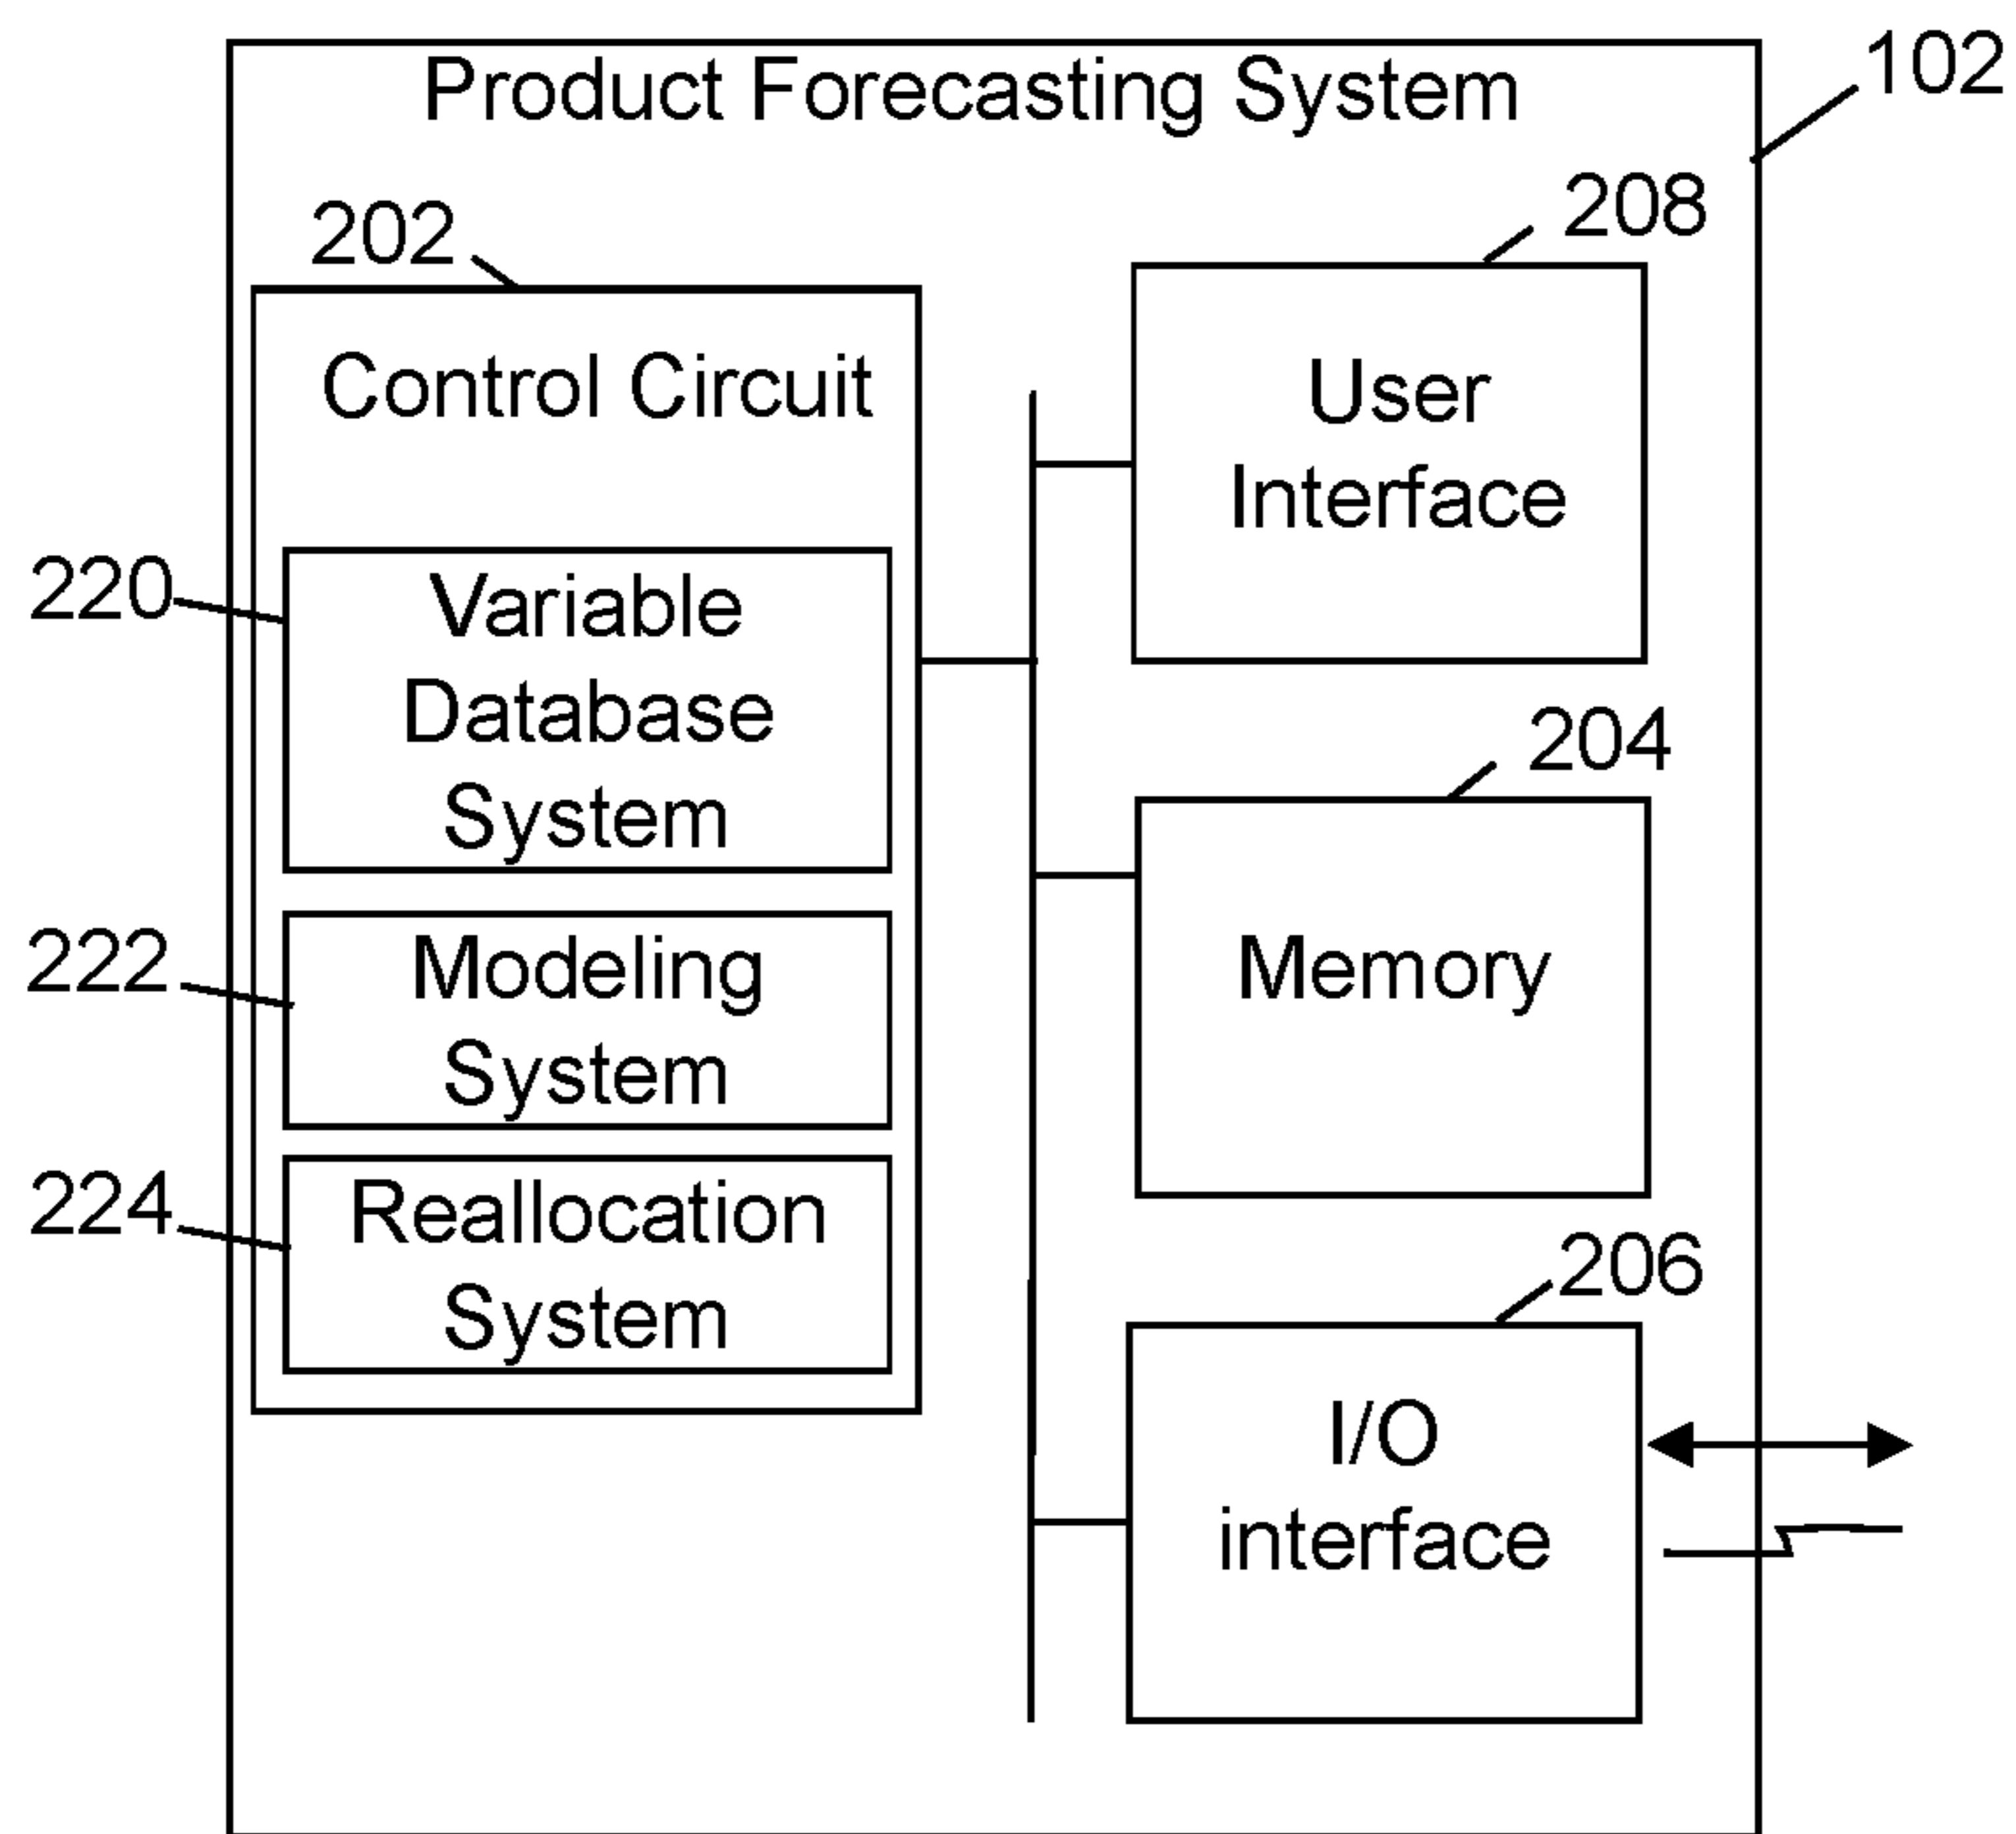 Product Forecasting System
102
202
Control Circuit
220
Variable
Database
System
222
Modeling
System
224
Reallocation
System
208
User
Interface
204
Memory
206
I/O
interface